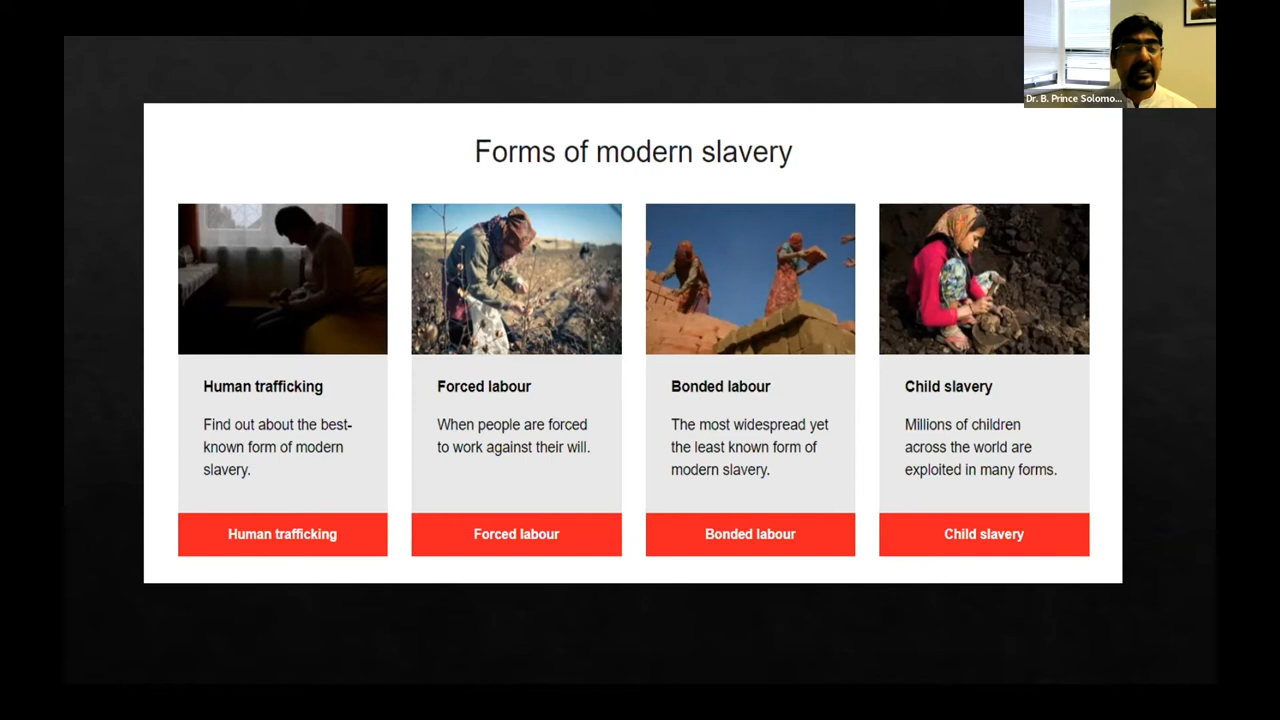 Dr. B. Prince Solomo...
Forms of modern slavery
Human trafficking
Find out about the best-
known form of modern
slavery.
Human trafficking
Forced labour
When people are forced
to work against their will.
Forced labour
Bonded labour
The most widespread yet
the least known form of
modern slavery.
Bonded labour
Child slavery
Millions of children
across the world are
exploited in many forms.
Child slavery